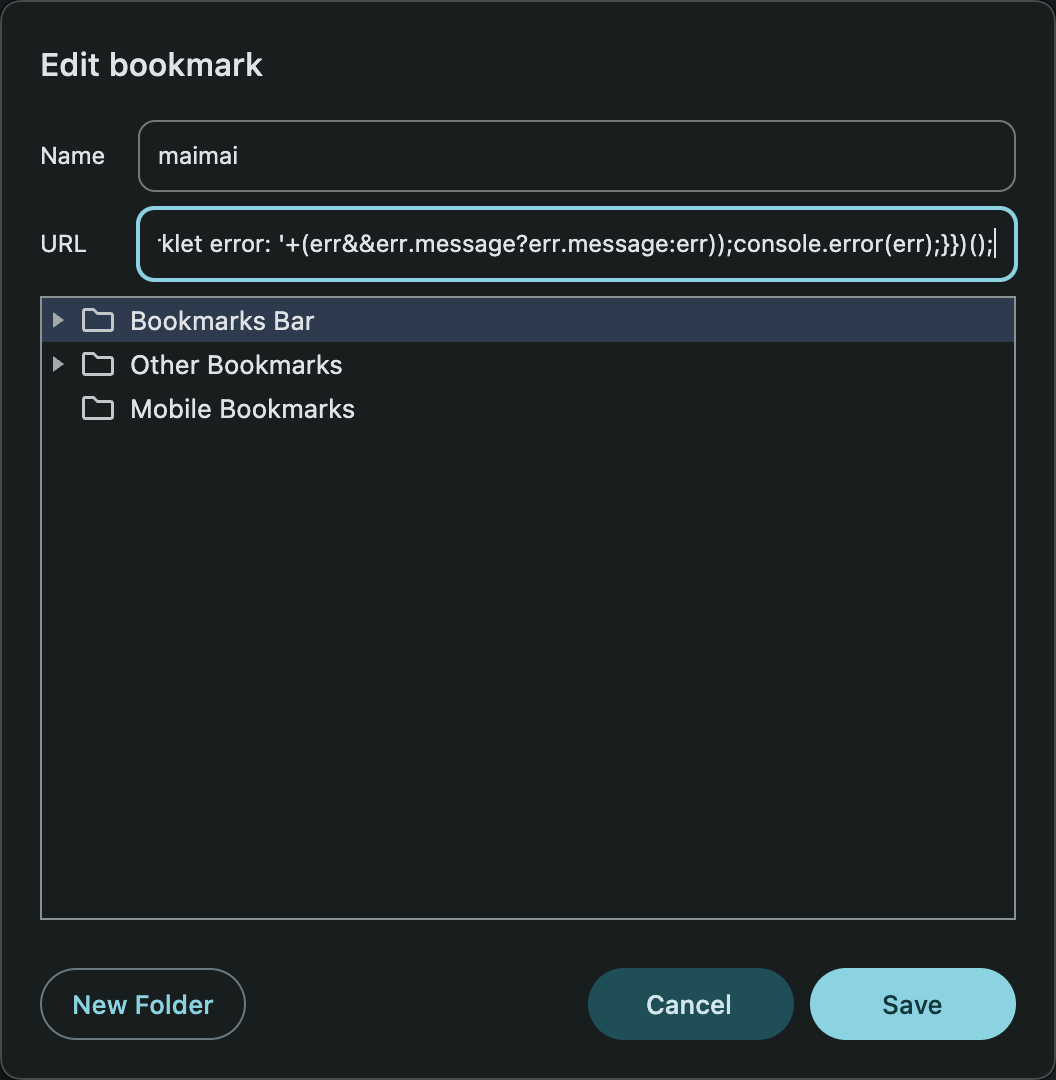 Edit bookmark
Name
maimai
URL
klet error: '+(err&&err.message?err.message:err));console.error(err);}})();
Bookmarks Bar
Other Bookmarks
Mobile Bookmarks
New Folder
Cancel
Save